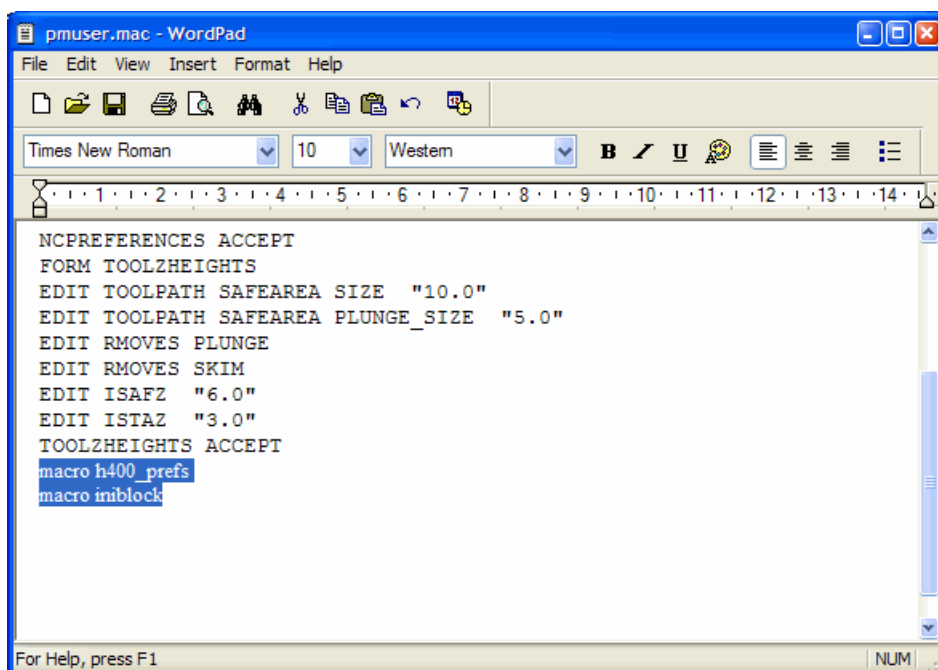 pmuser.mac - WordPad
File Edit View Insert Format Help
Times New Roman 10 Western B I U
1 2 3 4 5 6 7 8 9 10 11 12 13 14
NCPREFERENCES ACCEPT
FORM TOOLZHEIGHTS
EDIT TOOLPATH SAFEAREA SIZE "10.0"
EDIT TOOLPATH SAFEAREA PLUNGE_SIZE "5.0"
EDIT RMOVES PLUNGE
EDIT RMOVES SKIM
EDIT ISAFZ "6.0"
EDIT ISTAZ "3.0"
TOOLZHEIGHTS ACCEPT
macro h400_prefs
macro iniblock
For Help, press F1 NUM